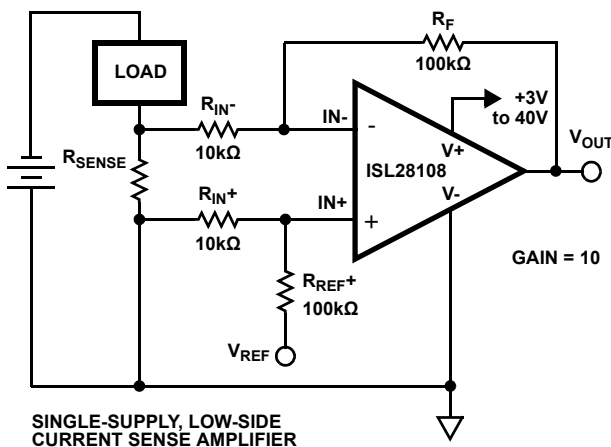 R_F
100kΩ
LOAD
R_IN-
10kΩ
IN-
-
+3V
to 40V
V+
V_OUT
R_SENSE
ISL28108
V-
R_IN+
10kΩ
IN+
+
GAIN = 10
R_REF+
100kΩ
V_REF
SINGLE-SUPPLY, LOW-SIDE
CURRENT SENSE AMPLIFIER